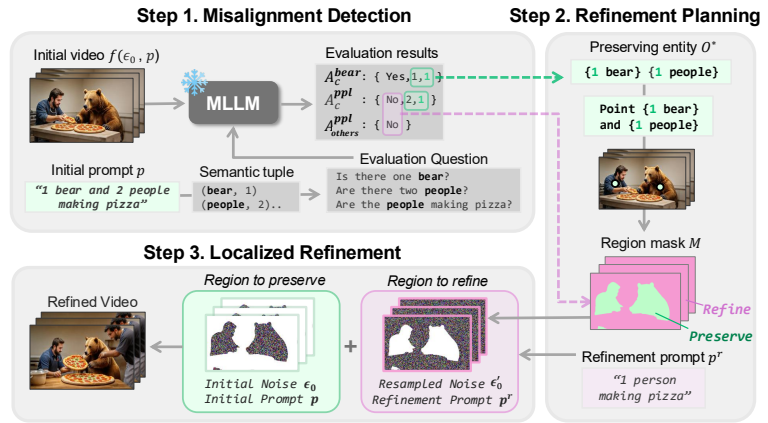 Step 1. Misalignment Detection
Initial video f(ϵ₀, p)
MLLM
Evaluation results
A_c^bear: { Yes,1,1 }
A_c^ppl: { No,2,1 }
A_others^ppl: { No }
Initial prompt p
“1 bear and 2 people
making pizza”
Semantic tuple
(bear, 1)
(people, 2)..
Evaluation Question
Is there one bear?
Are there two people?
Are the people making pizza?
Step 2. Refinement Planning
Preserving entity O*
{1 bear} {1 people}
Point {1 bear}
and {1 people}
Region mask M
Refine
Preserve
Refinement prompt pʳ
“1 person
making pizza”
Step 3. Localized Refinement
Refined Video
Region to preserve
Initial Noise ϵ₀
Initial Prompt p
+
Region to refine
Resampled Noise ϵ₀′
Refinement Prompt pʳ